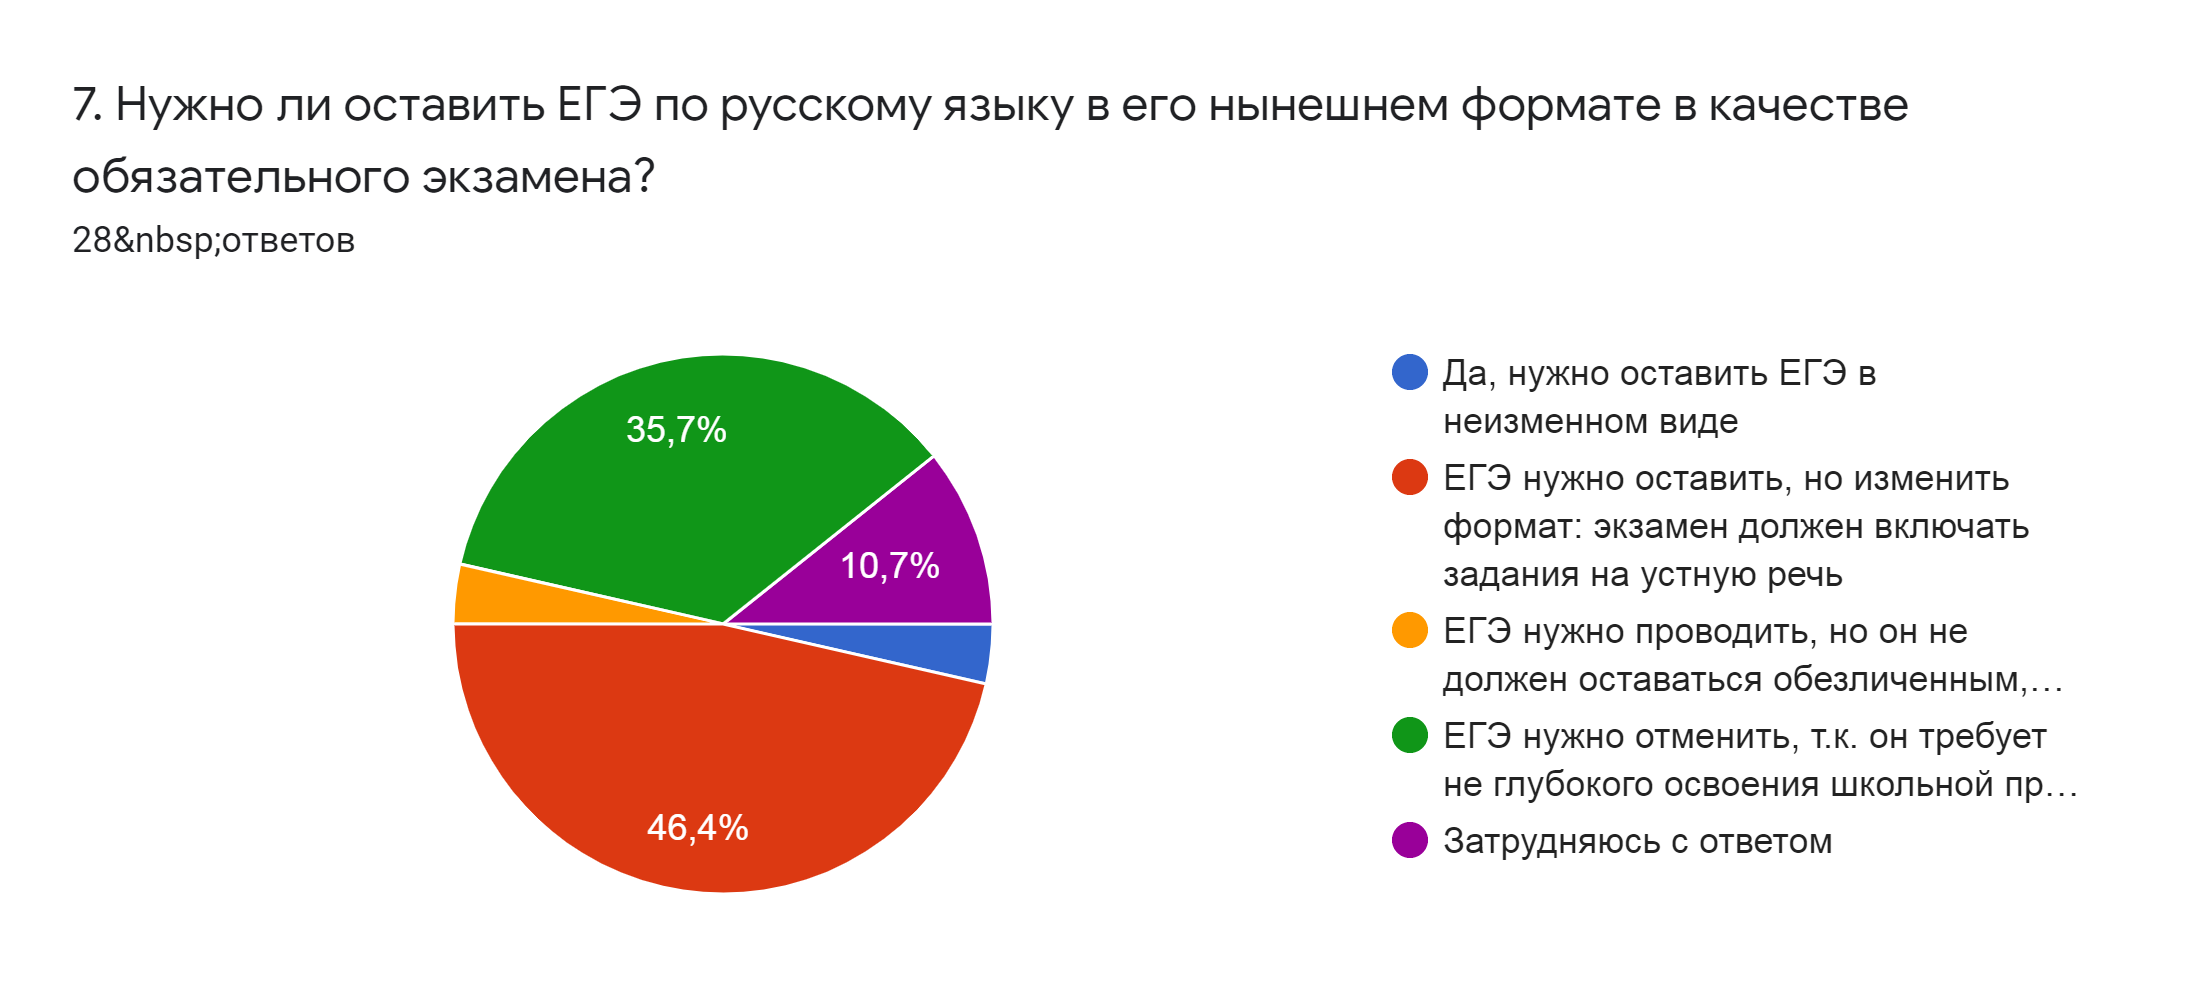 7. Нужно ли оставить ЕГЭ по русскому языку в его нынешнем формате в качестве
обязательного экзамена?
28&nbsp;ответов
35,7%
10,7%
46,4%
Да, нужно оставить ЕГЭ в
неизменном виде
ЕГЭ нужно оставить, но изменить
формат: экзамен должен включать
задания на устную речь
ЕГЭ нужно проводить, но он не
должен оставаться обезличенным,…
ЕГЭ нужно отменить, т.к. он требует
не глубокого освоения школьной пр…
Затрудняюсь с ответом